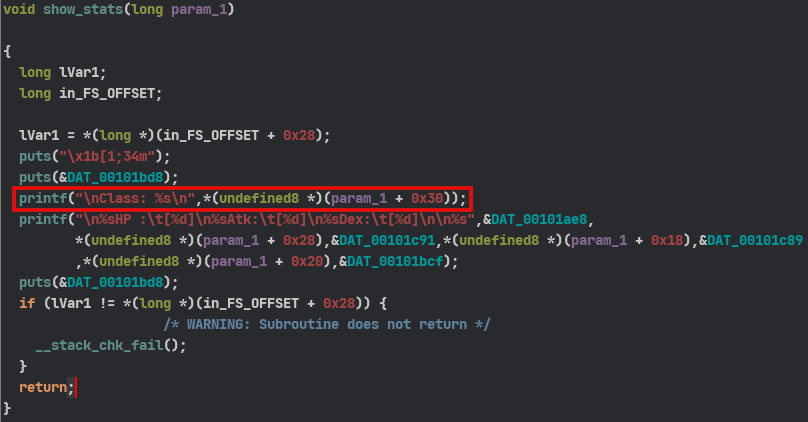 void show_stats(long param_1)
{
long lVar1;
long in_FS_OFFSET;
lVar1 = *(long *)(in_FS_OFFSET + 0x28);
puts("\x1b[1;34m");
puts(&DAT_00101bd8);
printf("\nClass: %s\n",*(undefined8 *)(param_1 + 0x30));
printf("\n%sHP :\t[%d]\n%sAtk:\t[%d]\n%sDex:\t[%d]\n\n%s",&DAT_00101ae8,
*(undefined8 *)(param_1 + 0x28),&DAT_00101c91,*(undefined8 *)(param_1 + 0x18),&DAT_00101c89
,*(undefined8 *)(param_1 + 0x20),&DAT_00101bcf);
puts(&DAT_00101bd8);
if (lVar1 != *(long *)(in_FS_OFFSET + 0x28)) {
/* WARNING: Subroutine does not return */
__stack_chk_fail();
}
return;
}